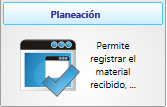 Planeación
Permite
registrar el
material
recibido, ...